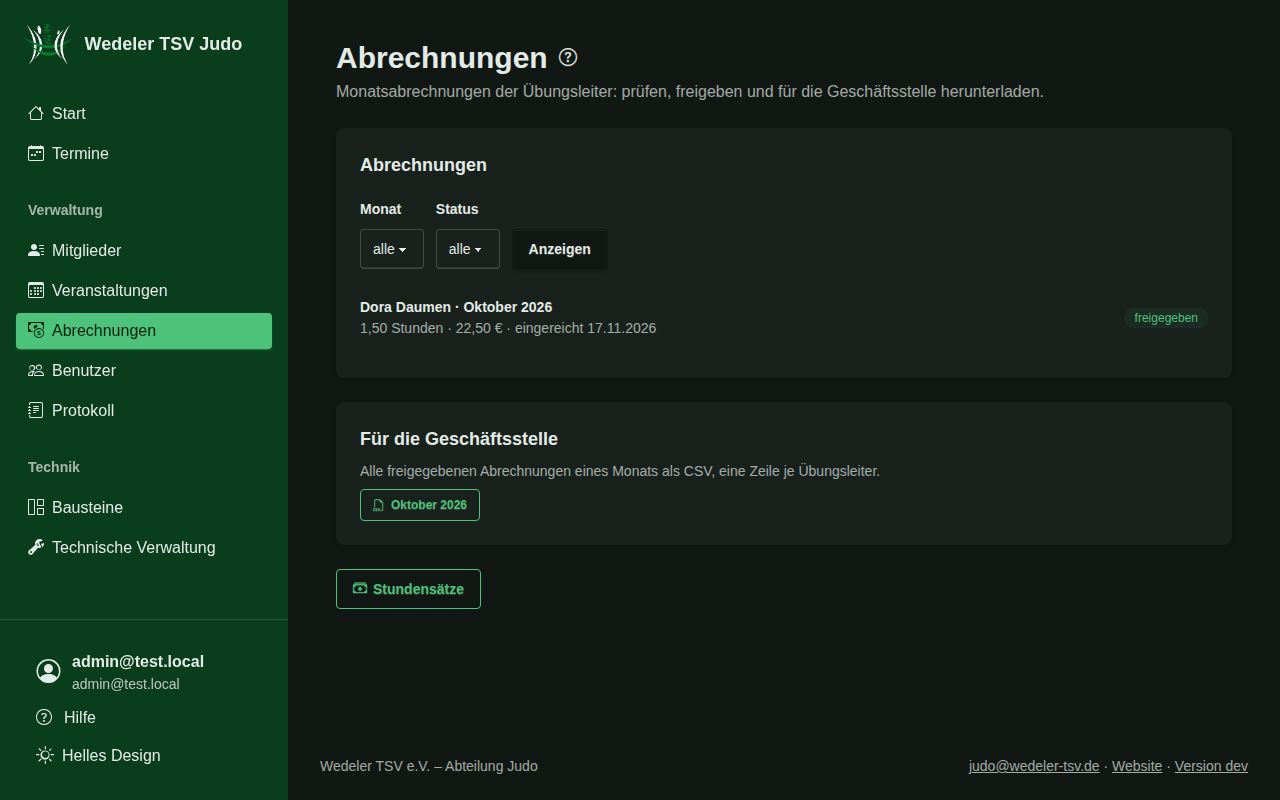 Wedeler TSV Judo
Start
Termine
Verwaltung
Mitglieder
Veranstaltungen
Abrechnungen
Benutzer
Protokoll
Technik
Bausteine
Technische Verwaltung
admin@test.local
admin@test.local
Hilfe
Helles Design
Abrechnungen
Monatsabrechnungen der Übungsleiter: prüfen, freigeben und für die Geschäftsstelle herunterladen.
Abrechnungen
Monat Status
alle alle Anzeigen
Dora Daumen · Oktober 2026
1,50 Stunden · 22,50 € · eingereicht 17.11.2026
freigegeben
Für die Geschäftsstelle
Alle freigegebenen Abrechnungen eines Monats als CSV, eine Zeile je Übungsleiter.
Oktober 2026
Stundensätze
Wedeler TSV e.V. – Abteilung Judo
judo@wedeler-tsv.de · Website · Version dev